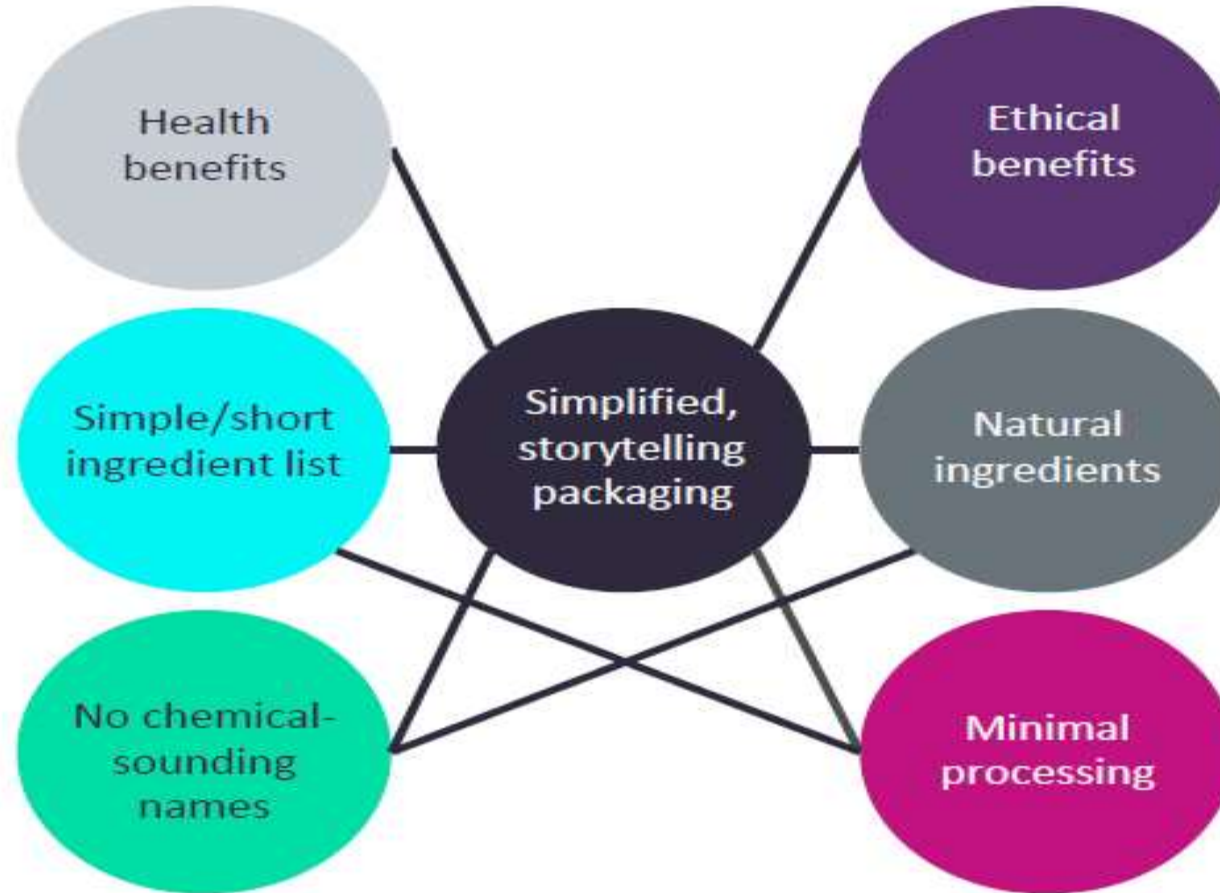 Health
benefits
Ethical
benefits
Simple/short
ingredient list
Simplified,
storytelling
packaging
Natural
ingredients
No chemical-
sounding
names
Minimal
processing